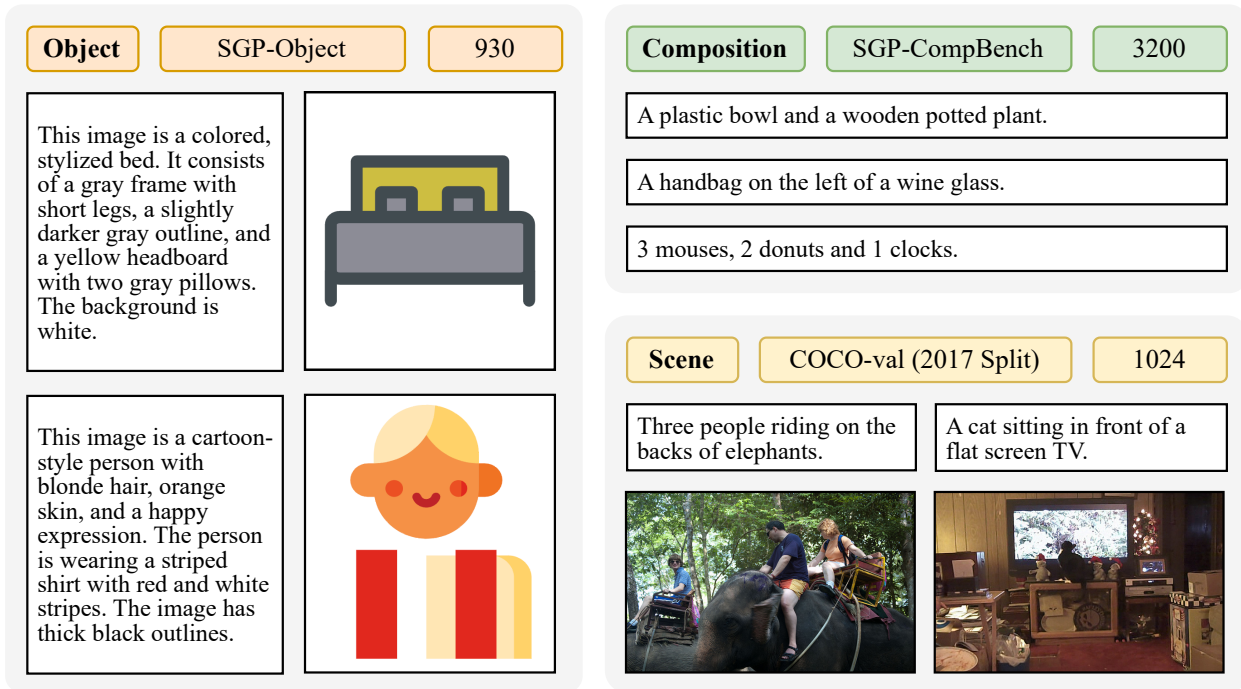 Object
SGP-Object
930
This image is a colored,
stylized bed. It consists
of a gray frame with
short legs, a slightly
darker gray outline, and
a yellow headboard
with two gray pillows.
The background is
white.
This image is a cartoon-
style person with
blonde hair, orange
skin, and a happy
expression. The person
is wearing a striped
shirt with red and white
stripes. The image has
thick black outlines.
Composition
SGP-CompBench
3200
A plastic bowl and a wooden potted plant.
A handbag on the left of a wine glass.
3 mouses, 2 donuts and 1 clocks.
Scene
COCO-val (2017 Split)
1024
Three people riding on the
backs of elephants.
A cat sitting in front of a
flat screen TV.